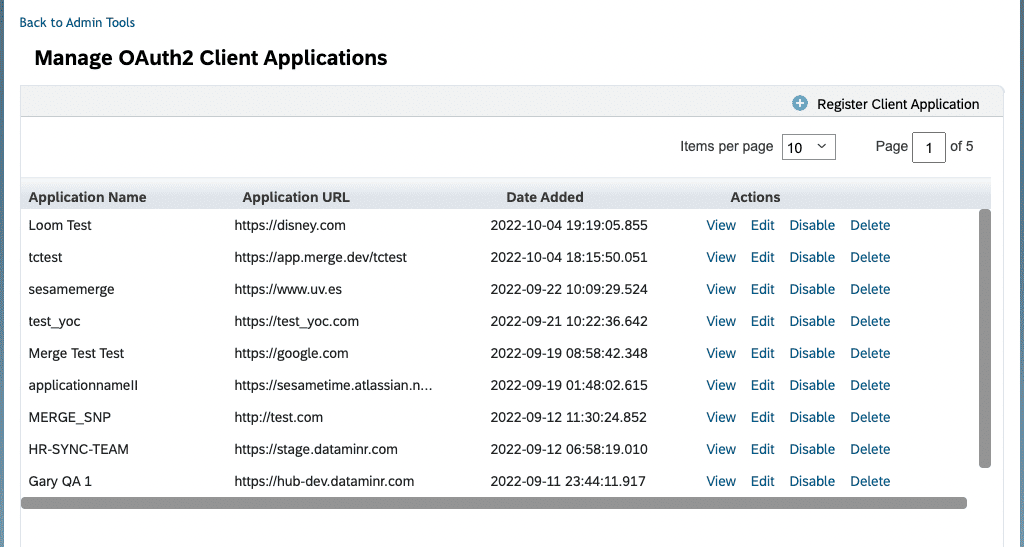 Back to Admin Tools
Manage OAuth2 Client Applications
Register Client Application
Items per page 10 Page 1 of 5
Application Name Application URL Date Added Actions
Loom Test https://disney.com 2022-10-04 19:19:05.855 View Edit Disable Delete
tctest https://app.merge.dev/tctest 2022-10-04 18:15:50.051 View Edit Disable Delete
sesamemerge https://www.uv.es 2022-09-22 10:09:29.524 View Edit Disable Delete
test_yoc https://test_yoc.com 2022-09-21 10:22:36.642 View Edit Disable Delete
Merge Test Test https://google.com 2022-09-19 08:58:42.348 View Edit Disable Delete
applicationnameII https://sesametime.atlassian.n... 2022-09-19 01:48:02.615 View Edit Disable Delete
MERGE_SNP http://test.com 2022-09-12 11:30:24.852 View Edit Disable Delete
HR-SYNC-TEAM https://stage.dataminr.com 2022-09-12 06:58:19.010 View Edit Disable Delete
Gary QA 1 https://hub-dev.dataminr.com 2022-09-11 23:44:11.917 View Edit Disable Delete